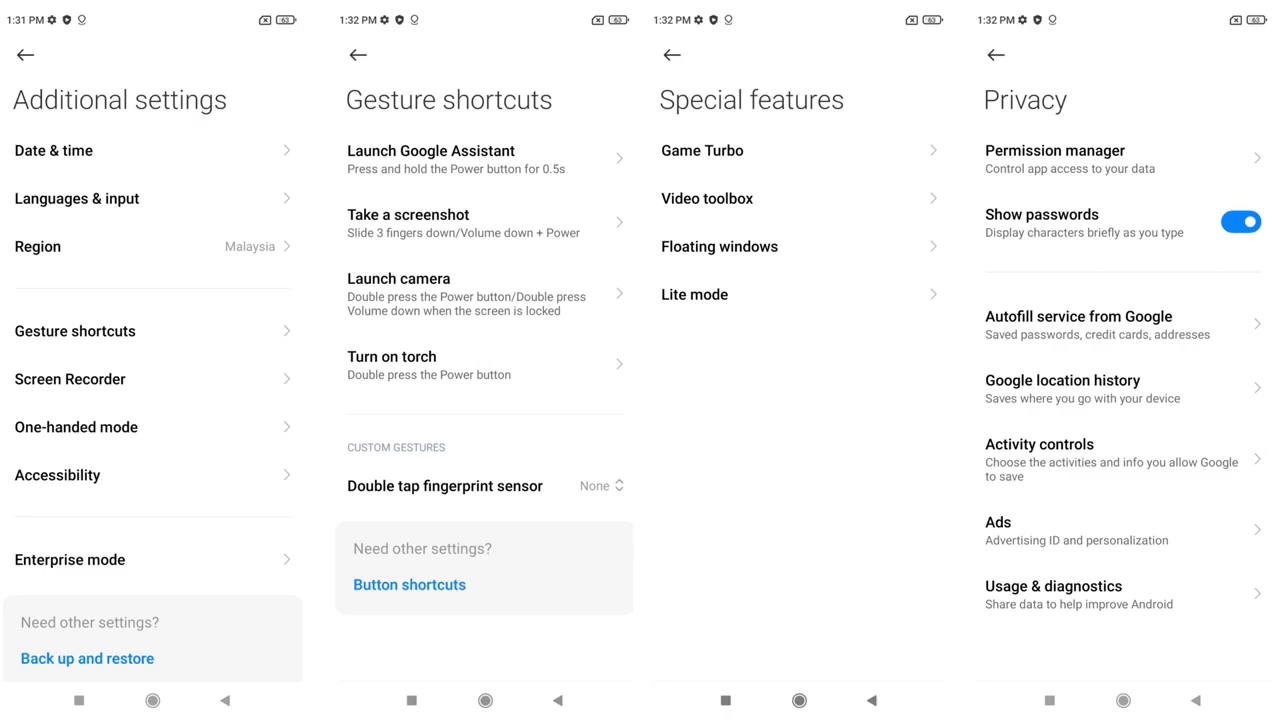 1:31 PM
63
Additional settings
Date & time
Languages & input
Region
Malaysia
Gesture shortcuts
Screen Recorder
One-handed mode
Accessibility
Enterprise mode
Need other settings?
Back up and restore
1:32 PM
63
Gesture shortcuts
Launch Google Assistant
Press and hold the Power button for 0.5s
Take a screenshot
Slide 3 fingers down/Volume down + Power
Launch camera
Double press the Power button/Double press
Volume down when the screen is locked
Turn on torch
Double press the Power button
CUSTOM GESTURES
Double tap fingerprint sensor
None
Need other settings?
Button shortcuts
1:32 PM
63
Special features
Game Turbo
Video toolbox
Floating windows
Lite mode
1:32 PM
63
Privacy
Permission manager
Control app access to your data
Show passwords
Display characters briefly as you type
Autofill service from Google
Saved passwords, credit cards, addresses
Google location history
Saves where you go with your device
Activity controls
Choose the activities and info you allow Google
to save
Ads
Advertising ID and personalization
Usage & diagnostics
Share data to help improve Android